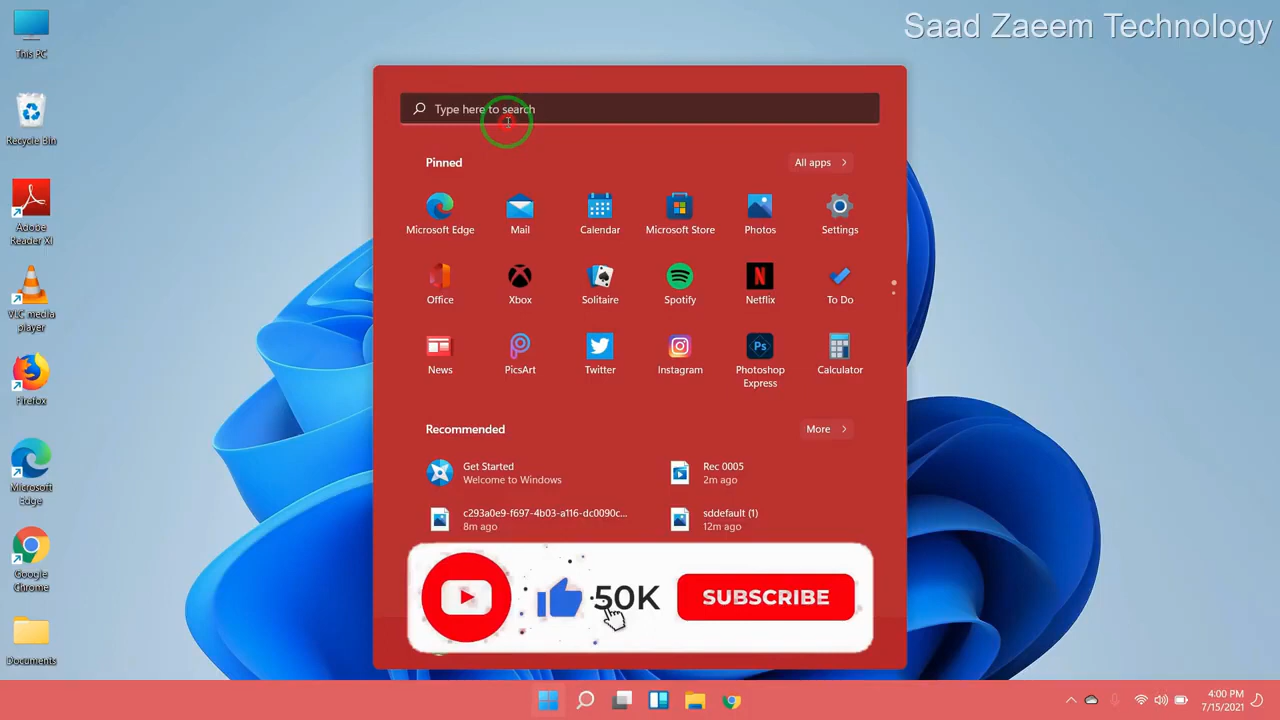 Saad Zaeem Technology
This PC
Recycle Bin
Adobe
Reader XI
VLC media
player
Firefox
Microsoft
Edge
Google
Chrome
Documents
Type here to search
Pinned
All apps
Microsoft Edge
Mail
Calendar
Microsoft Store
Photos
Settings
Office
Xbox
Solitaire
Spotify
Netflix
To Do
News
PicsArt
Twitter
Instagram
Ps
Photoshop
Express
Calculator
Recommended
More
Get Started
Welcome to Windows
Rec 0005
2m ago
c293a0e9-f697-4b03-a116-dc0090c...
8m ago
sddefault (1)
12m ago
50K
SUBSCRIBE
4:00 PM
7/15/2021